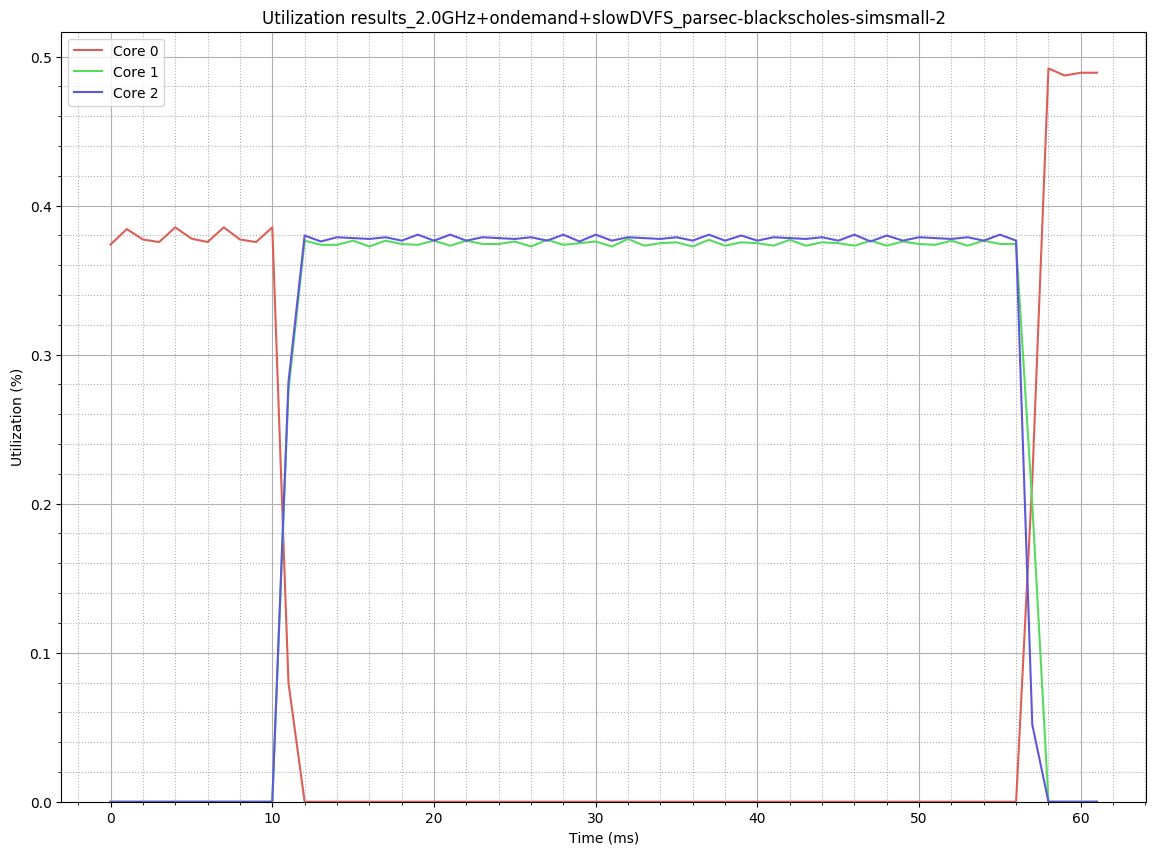 Utilization results_2.0GHz+ondemand+slowDVFS_parsec-blackscholes-simsmall-2
Core 0
Core 1
Core 2
Utilization (%)
0.5
0.4
0.3
0.2
0.1
0.0
0 10 20 30 40 50 60
Time (ms)